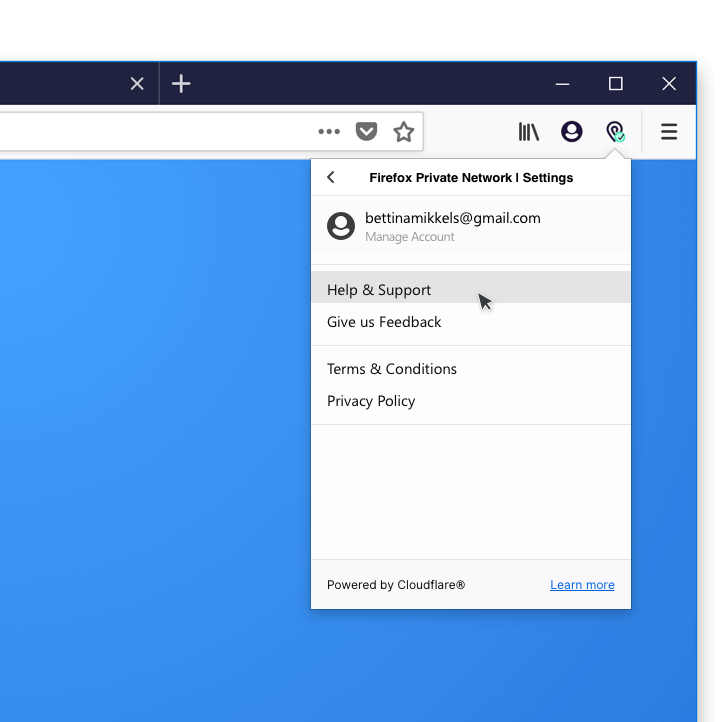 Firefox Private Network | Settings
bettinamikkels@gmail.com
Manage Account
Help & Support
Give us Feedback
Terms & Conditions
Privacy Policy
Powered by Cloudflare®
Learn more